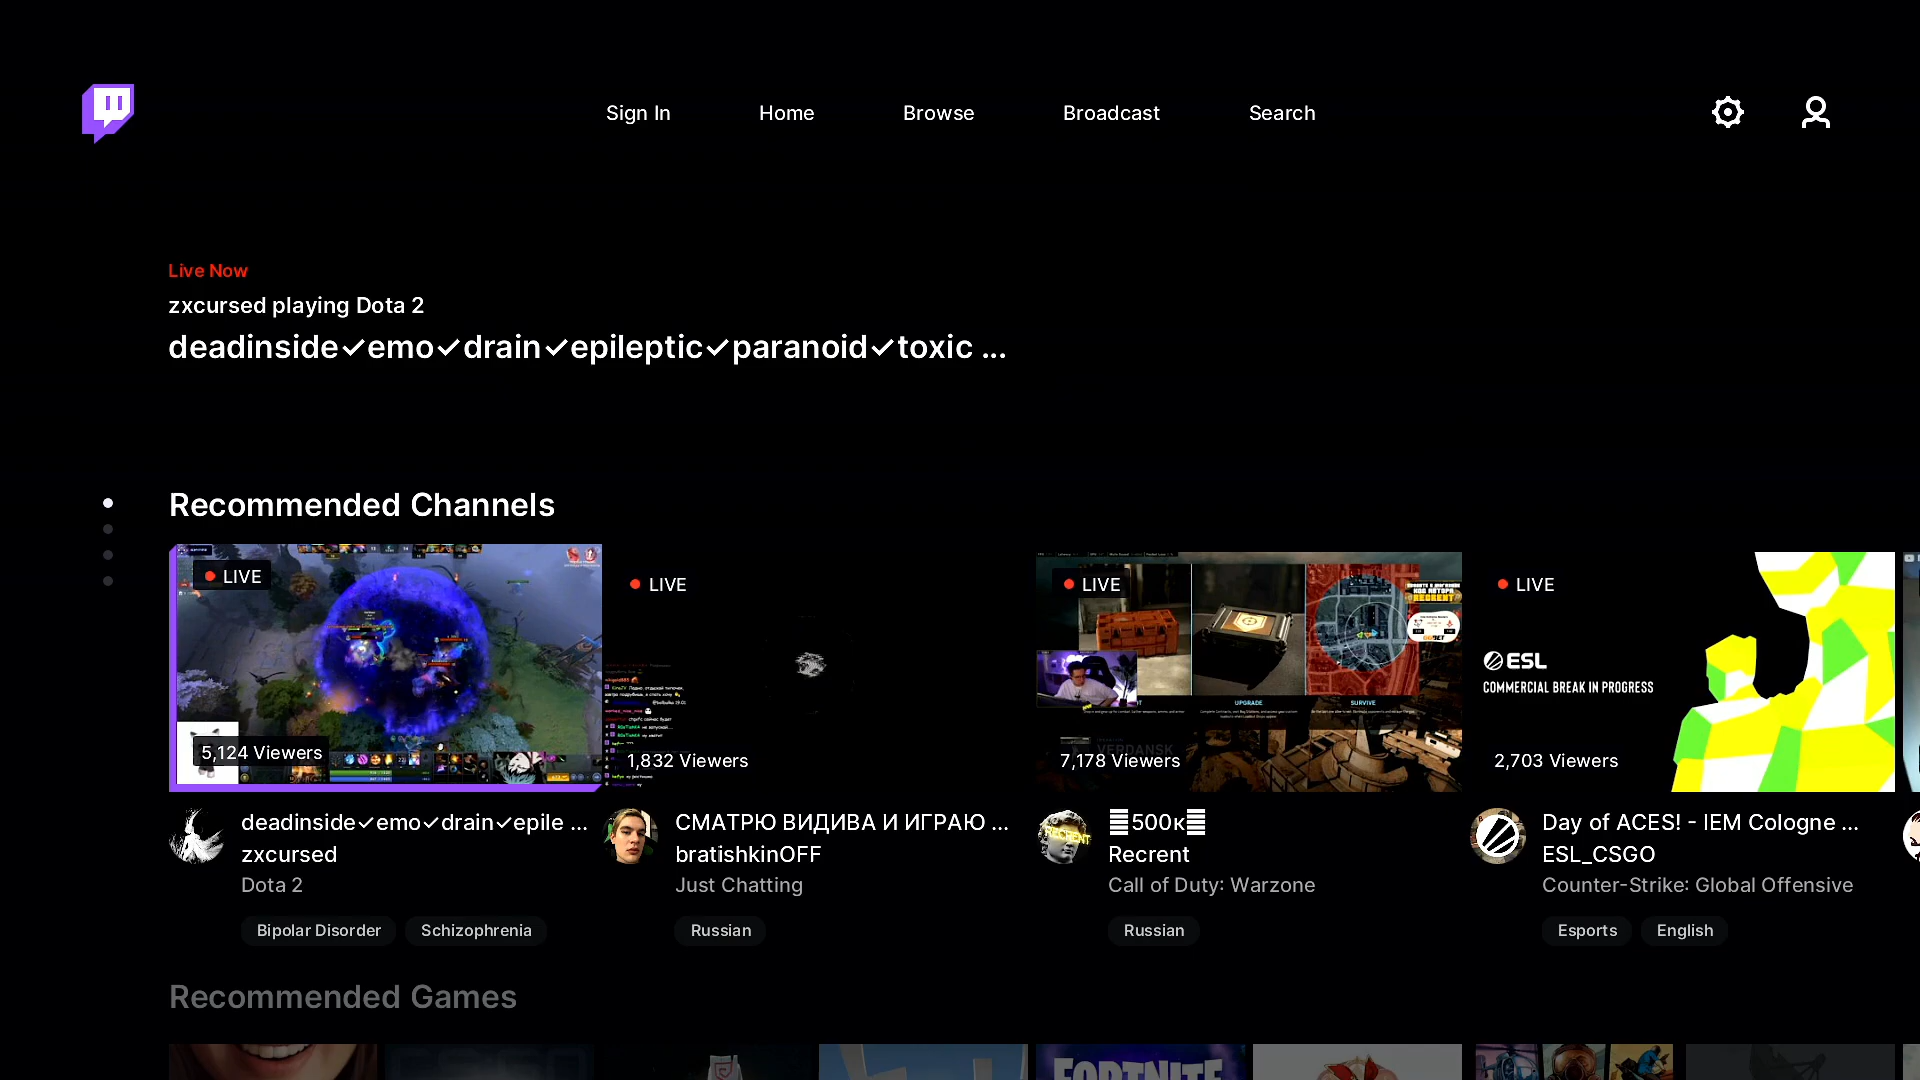 Sign In Home Browse Broadcast Search
Live Now
zxcursed playing Dota 2
deadinside✓emo✓drain✓epileptic✓paranoid✓toxic ...
Recommended Channels
LIVE
5,124 Viewers
deadinside✓emo✓drain✓epile ...
zxcursed
Dota 2
Bipolar Disorder Schizophrenia
LIVE
1,832 Viewers
СМАТРЮ ВИДИВА И ИГРАЮ ...
bratishkinOFF
Just Chatting
Russian
LIVE
UPGRADE
SURVIVE
VERDANSK
7,178 Viewers
500к
Recrent
Call of Duty: Warzone
Russian
LIVE
ESL
COMMERCIAL BREAK IN PROGRESS
2,703 Viewers
Day of ACES! - IEM Cologne ...
ESL_CSGO
Counter-Strike: Global Offensive
Esports English
Recommended Games
FORTNITE